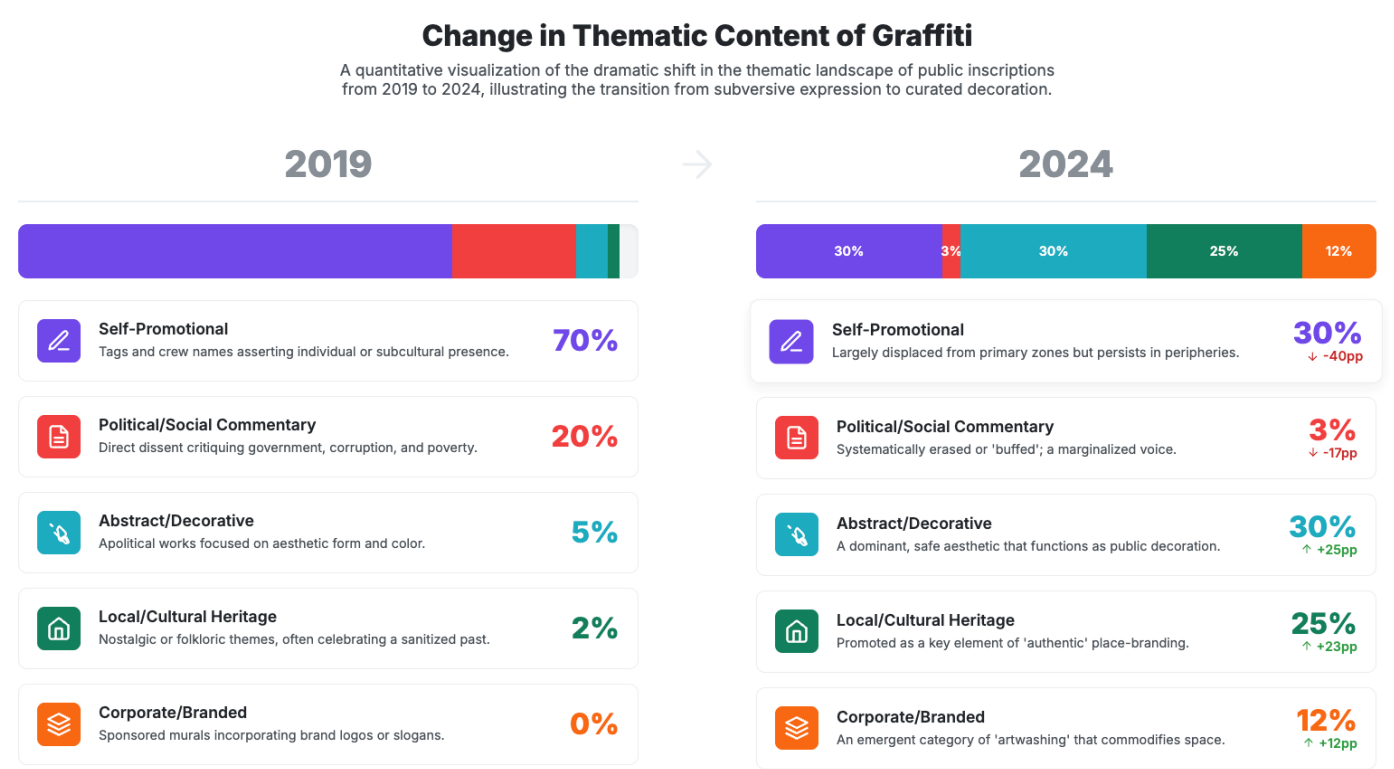 Change in Thematic Content of Graffiti
A quantitative visualization of the dramatic shift in the thematic landscape of public inscriptions
from 2019 to 2024, illustrating the transition from subversive expression to curated decoration.
2019
Self-Promotional
Tags and crew names asserting individual or subcultural presence.
70%
Political/Social Commentary
Direct dissent critiquing government, corruption, and poverty.
20%
Abstract/Decorative
Apolitical works focused on aesthetic form and color.
5%
Local/Cultural Heritage
Nostalgic or folkloric themes, often celebrating a sanitized past.
2%
Corporate/Branded
Sponsored murals incorporating brand logos or slogans.
0%
2024
30% 3% 30% 25% 12%
Self-Promotional
Largely displaced from primary zones but persists in peripheries.
30%
↓ -40pp
Political/Social Commentary
Systematically erased or 'buffed'; a marginalized voice.
3%
↓ -17pp
Abstract/Decorative
A dominant, safe aesthetic that functions as public decoration.
30%
↑ +25pp
Local/Cultural Heritage
Promoted as a key element of 'authentic' place-branding.
25%
↑ +23pp
Corporate/Branded
An emergent category of 'artwashing' that commodifies space.
12%
↑ +12pp